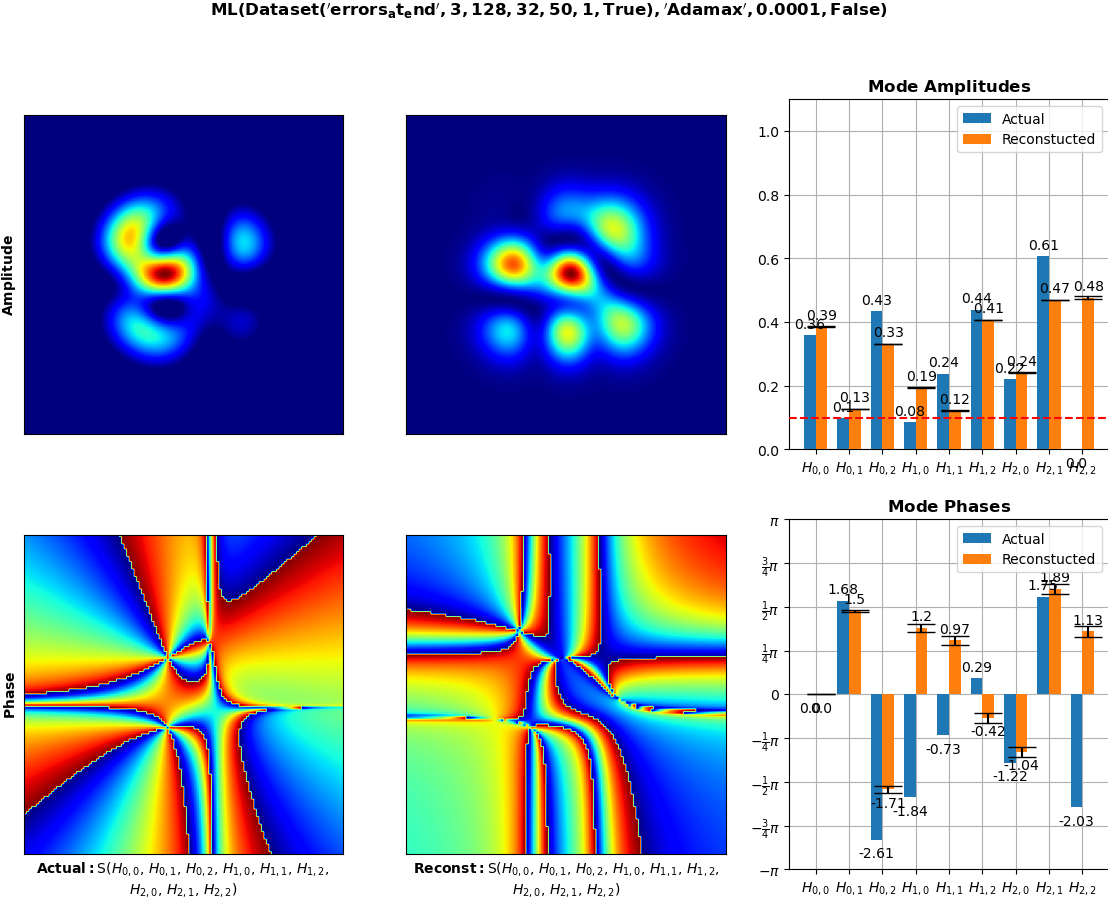 ML(Dataset('errors_at_end', 3, 128, 32, 50, 1, True), 'Adamax', 0.0001, False)
Amplitude
Mode Amplitudes
Actual
Reconstucted
1.0
0.8
0.6
0.4
0.2
0.0
0.36
0.39
0.1
0.13
0.43
0.33
0.08
0.19
0.24
0.12
0.44
0.41
0.22
0.24
0.61
0.47
0.0
0.48
H0,0 H0,1 H0,2 H1,0 H1,1 H1,2 H2,0 H2,1 H2,2
Phase
Actual: S(H0,0, H0,1, H0,2, H1,0, H1,1, H1,2,
H2,0, H2,1, H2,2)
Reconst: S(H0,0, H0,1, H0,2, H1,0, H1,1, H1,2,
H2,0, H2,1, H2,2)
Mode Phases
Actual
Reconstucted
π
3/4π
1/2π
1/4π
0
−1/4π
−1/2π
−3/4π
−π
0.0
0.0
1.68
1.5
-2.61
-1.71
-1.84
1.2
-0.73
0.97
0.29
-0.42
-1.22
-1.04
1.75
1.89
-2.03
1.13
H0,0 H0,1 H0,2 H1,0 H1,1 H1,2 H2,0 H2,1 H2,2